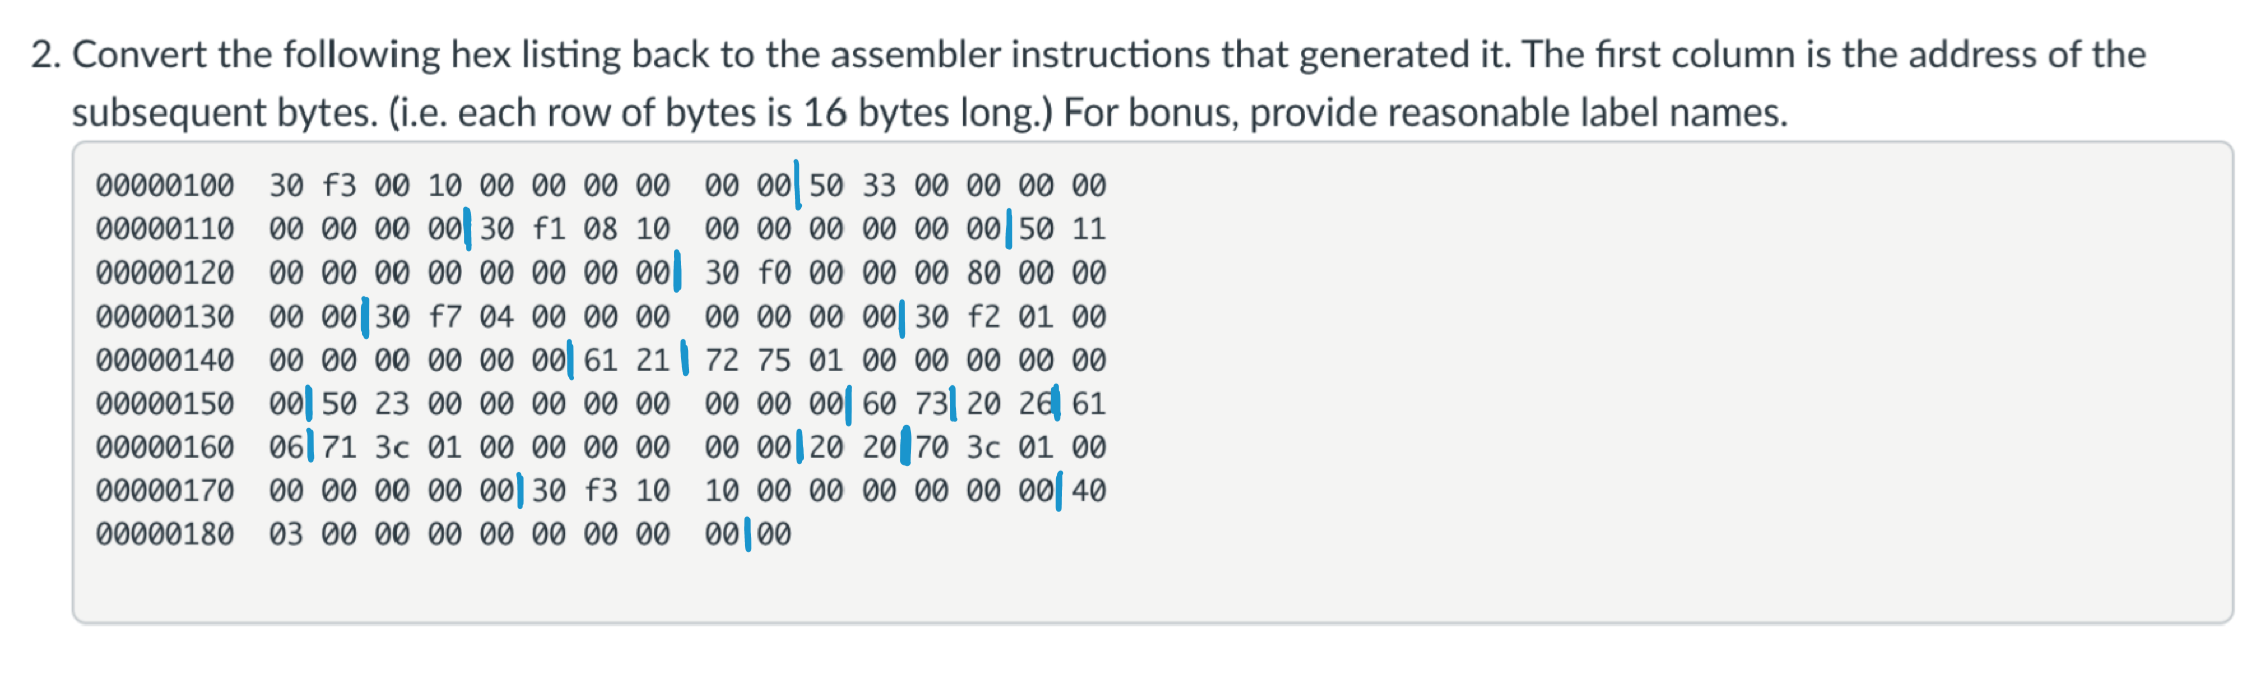 2. Convert the following hex listing back to the assembler instructions that generated it. The first column is the address of the
subsequent bytes. (i.e. each row of bytes is 16 bytes long.) For bonus, provide reasonable label names.
00000100  30 f3 00 10 00 00 00 00  00 00 50 33 00 00 00 00
00000110  00 00 00 00 30 f1 08 10  00 00 00 00 00 00 50 11
00000120  00 00 00 00 00 00 00 00  30 f0 00 00 00 80 00 00
00000130  00 00 30 f7 04 00 00 00  00 00 00 00 30 f2 01 00
00000140  00 00 00 00 00 00 61 21  72 75 01 00 00 00 00 00
00000150  00 50 23 00 00 00 00 00  00 00 00 60 73 20 26 61
00000160  06 71 3c 01 00 00 00 00  00 00 20 20 70 3c 01 00
00000170  00 00 00 00 00 30 f3 10  10 00 00 00 00 00 00 40
00000180  03 00 00 00 00 00 00 00  00 00